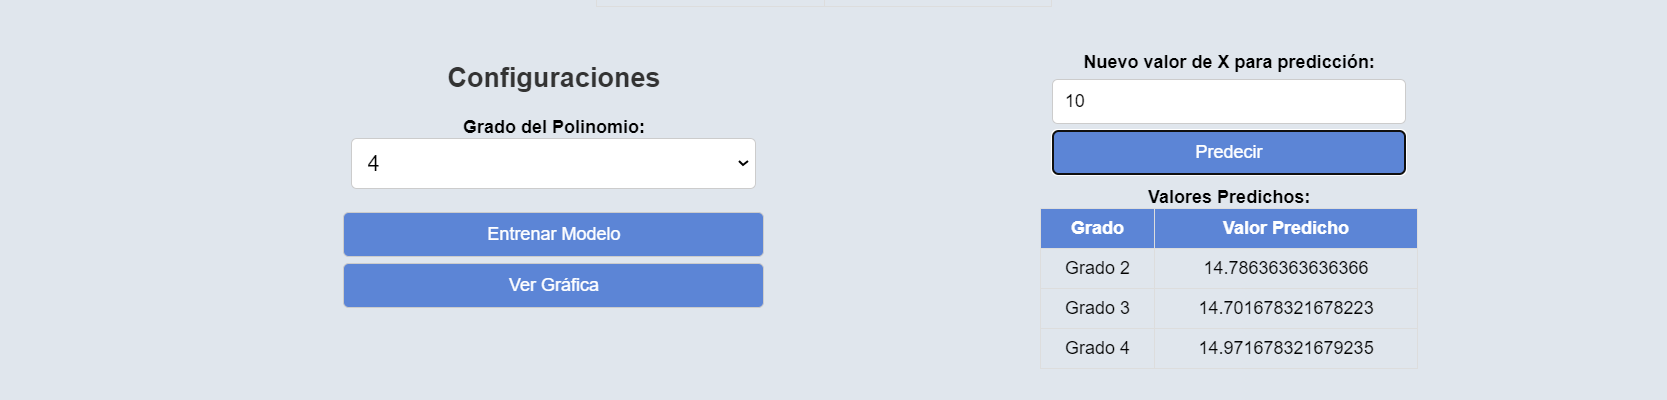 Configuraciones
Grado del Polinomio:
4
Entrenar Modelo
Ver Gráfica
Nuevo valor de X para predicción:
10
Predecir
Valores Predichos:
Grado Valor Predicho
Grado 2 14.78636363636366
Grado 3 14.701678321678223
Grado 4 14.971678321679235